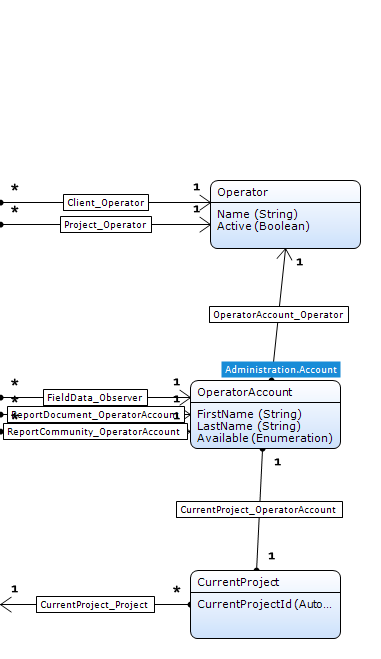 * 1
Client_Operator
* 1
Project_Operator
Operator
Name (String)
Active (Boolean)
1
OperatorAccount_Operator
Administration.Account
* 1
FieldData_Observer
* 1
ReportDocument_OperatorAccount
* 1
ReportCommunity_OperatorAccount
OperatorAccount
FirstName (String)
LastName (String)
Available (Enumeration)
1
CurrentProject_OperatorAccount
1
1 *
CurrentProject_Project
CurrentProject
CurrentProjectId (Auto...